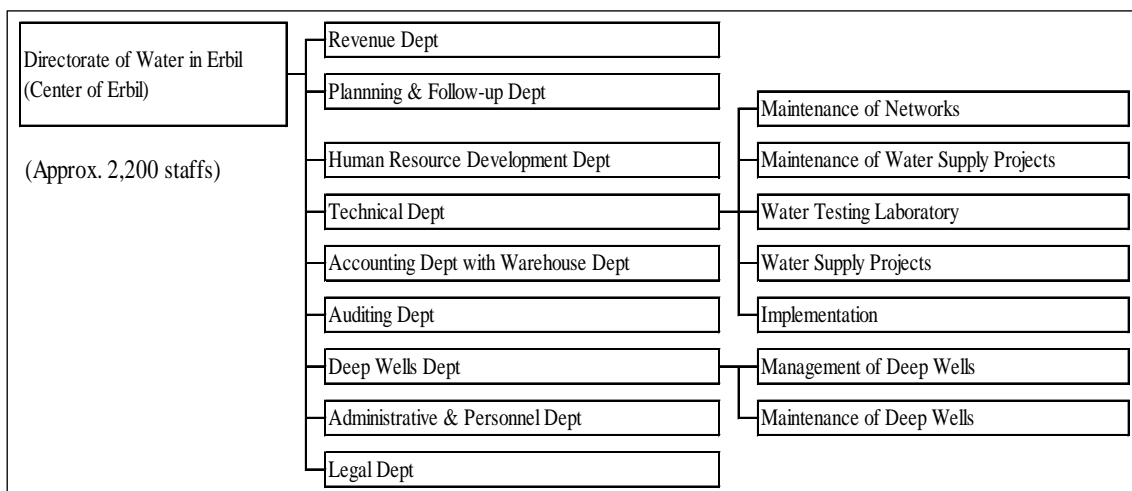 Directorate of Water in Erbil
(Center of Erbil)
(Approx. 2,200 staffs)
Revenue Dept
Plannning & Follow-up Dept
Human Resource Development Dept
Technical Dept
Accounting Dept with Warehouse Dept
Auditing Dept
Deep Wells Dept
Administrative & Personnel Dept
Legal Dept
Maintenance of Networks
Maintenance of Water Supply Projects
Water Testing Laboratory
Water Supply Projects
Implementation
Management of Deep Wells
Maintenance of Deep Wells